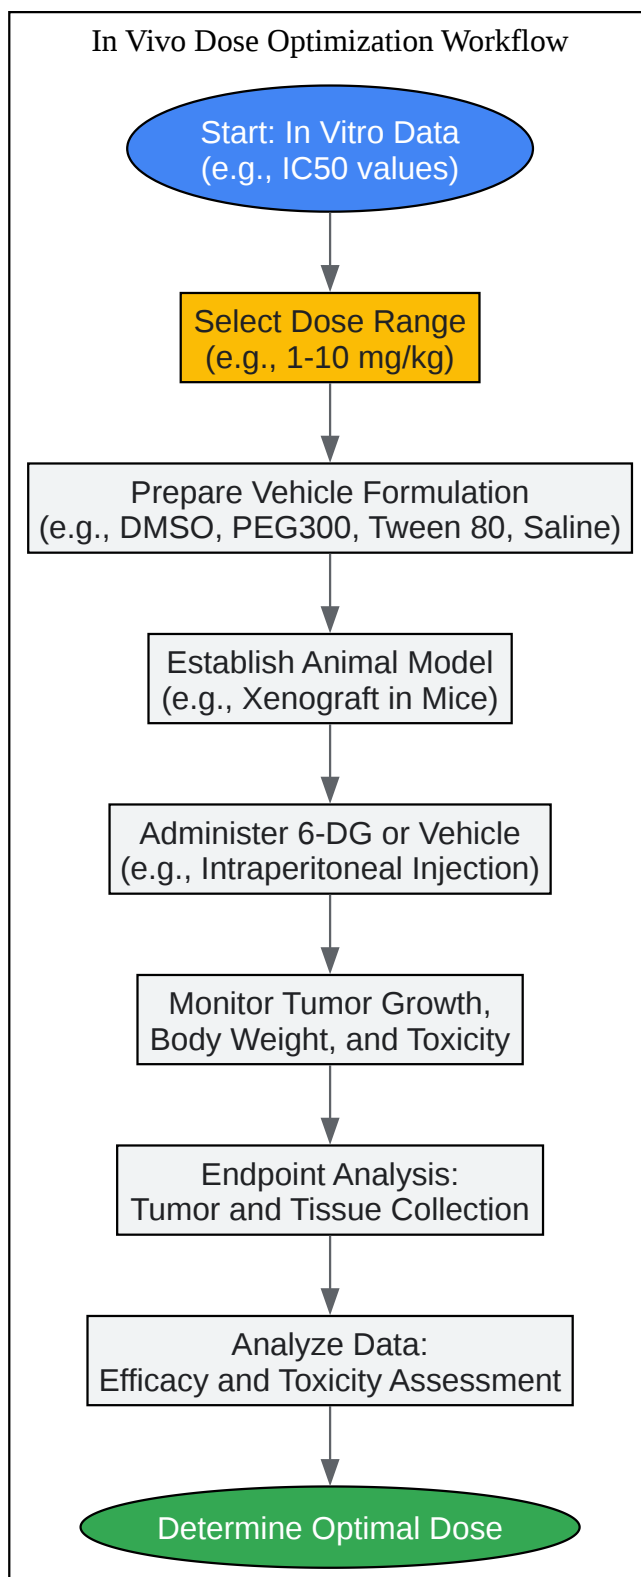 In Vivo Dose Optimization Workflow
Start: In Vitro Data
(e.g., IC50 values)
Select Dose Range
(e.g., 1-10 mg/kg)
Prepare Vehicle Formulation
(e.g., DMSO, PEG300, Tween 80, Saline)
Establish Animal Model
(e.g., Xenograft in Mice)
Administer 6-DG or Vehicle
(e.g., Intraperitoneal Injection)
Monitor Tumor Growth,
Body Weight, and Toxicity
Endpoint Analysis:
Tumor and Tissue Collection
Analyze Data:
Efficacy and Toxicity Assessment
Determine Optimal Dose